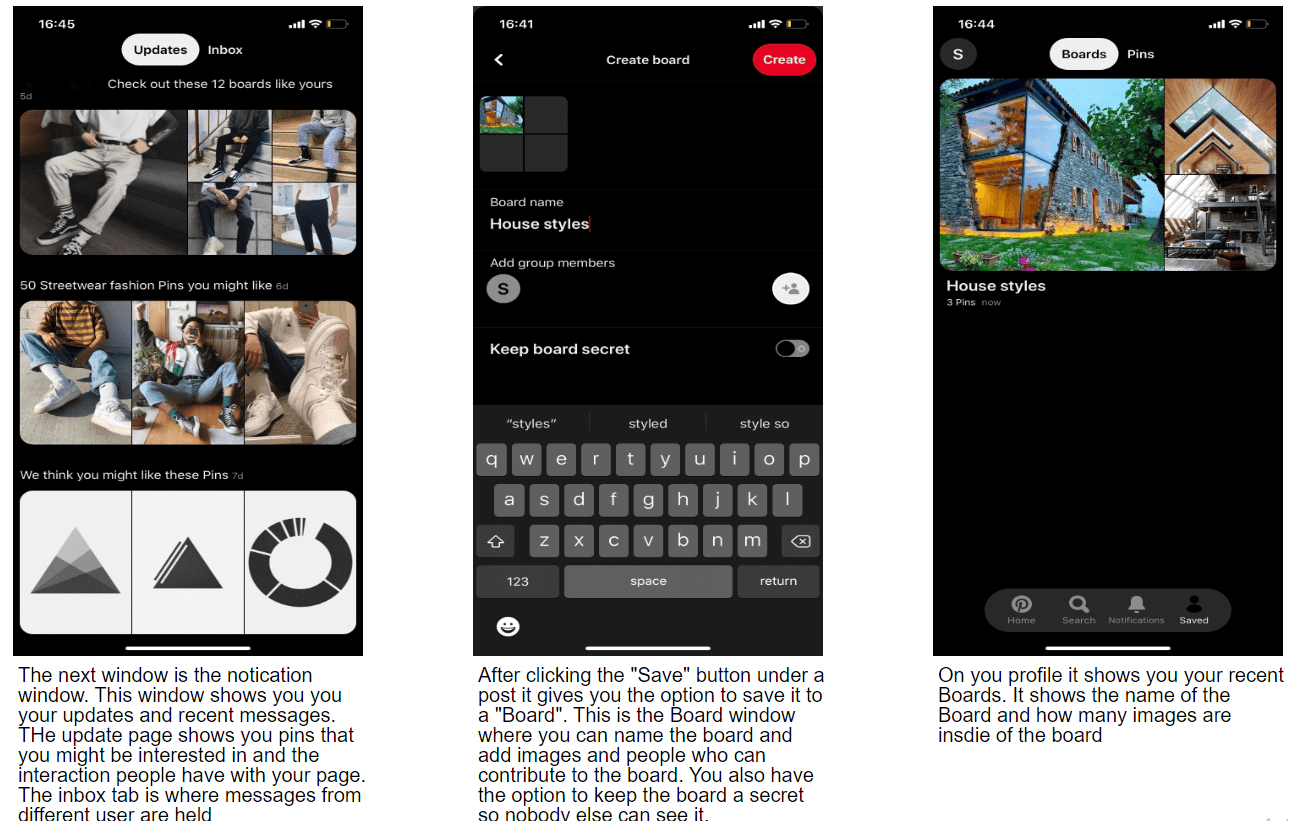 16:45
Updates
Inbox
Check out these 12 boards like yours
5d
50 Streetwear fashion Pins you might like 6d
We think you might like these Pins 7d
The next window is the notication
window. This window shows you you
your updates and recent messages.
THe update page shows you pins that
you might be interested in and the
interaction people have with your page.
The inbox tab is where messages from
different user are held
16:41
Create board
Create
Board name
House styles
Add group members
S
Keep board secret
"styles"
styled
style so
q w e r t y u i o p
a s d f g h j k l
z x c v b n m
123
space
return
After clicking the "Save" button under a
post it gives you the option to save it to
a "Board". This is the Board window
where you can name the board and
add images and people who can
contribute to the board. You also have
the option to keep the board a secret
so nobody else can see it.
16:44
S
Boards
Pins
House styles
3 Pins now
Home
Search
Notifications
Saved
On you profile it shows you your recent
Boards. It shows the name of the
Board and how many images are
insdie of the board